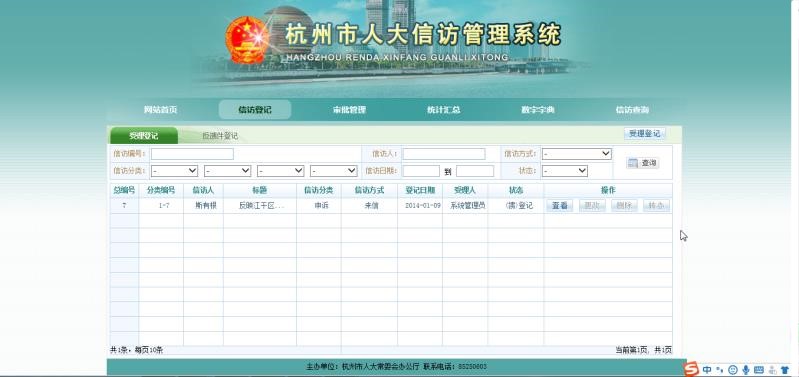 杭州市人大信访管理系统
HANGZHOU RENDA XINFANG GUANLI XITONG
网站首页 信访登记 审批管理 统计汇总 数字字典 信访查询
受理登记 反馈件登记 受理登记
信访编号: 信访人: 信访方式: -
信访分类: - - - - 信访日期: 到 状态: - 查询
总编号 分类编号 信访人 标题 信访分类 信访方式 登记日期 受理人 状态 操作
7 1-7 斯有根 反映江干区... 申诉 来信 2014-01-09 系统管理员 (拨)登记 查看 更改 删除 转办
共1条，每页10条 当前第1页, 共1页
主办单位：杭州市人大常委会办公厅 联系电话：85250603
中